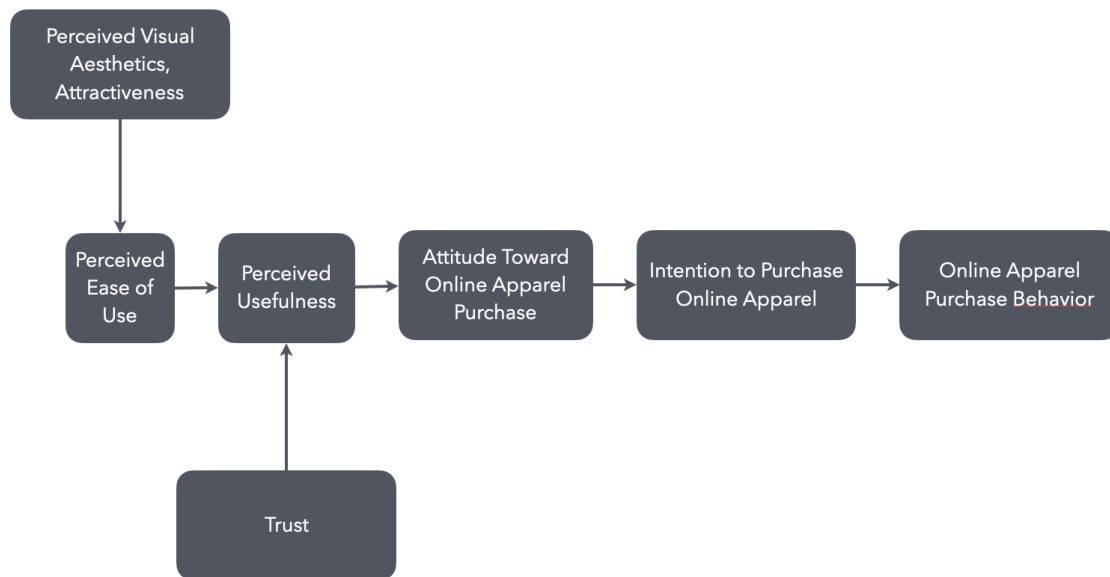 Perceived Visual
Aesthetics,
Attractiveness
Perceived
Ease of
Use
Perceived
Usefulness
Attitude Toward
Online Apparel
Purchase
Intention to Purchase
Online Apparel
Online Apparel
Purchase Behavior
Trust